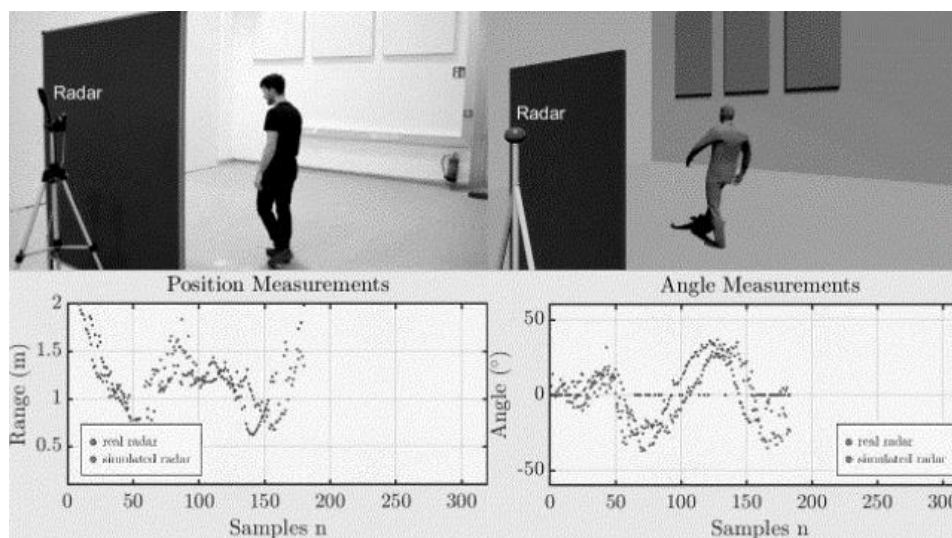 Radar
Radar
Position Measurements
Range (m)
2
1.5
1
0.5
0
50
100
150
200
250
300
Samples n
real radar
simulated radar
Angle Measurements
Angle (°)
50
0
-50
0
50
100
150
200
250
300
Samples n
real radar
simulated radar